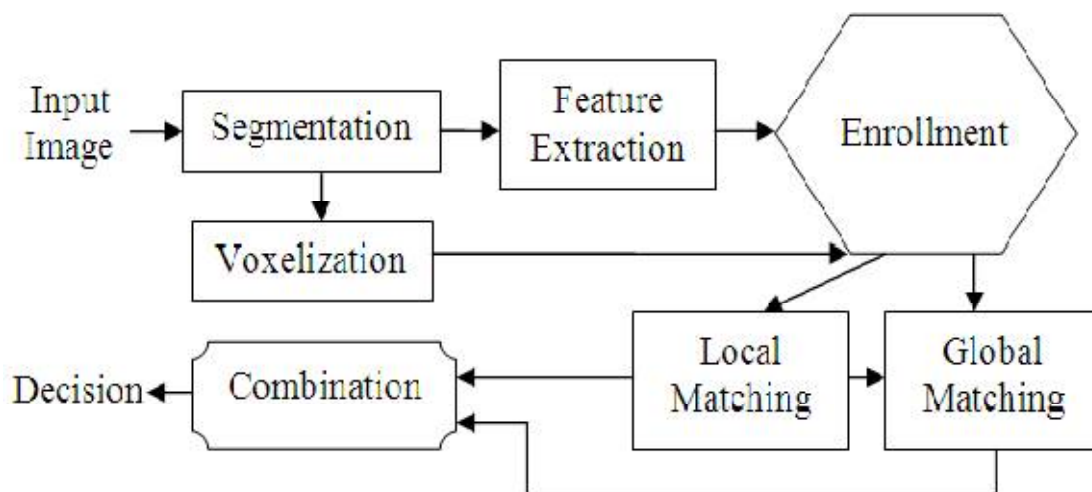 Input
Image
Segmentation
Feature
Extraction
Enrollment
Voxelization
Local
Matching
Global
Matching
Combination
Decision